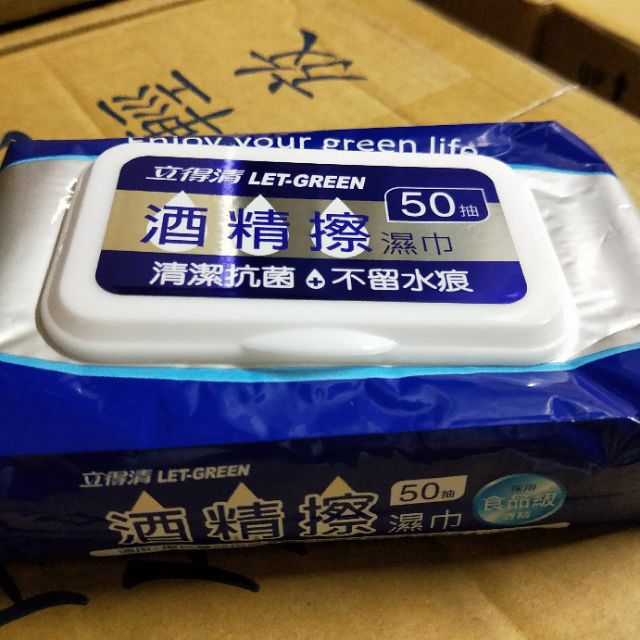 Enjoy your green life
立得清 LET-GREEN
50抽
酒精擦 濕巾
清潔抗菌 不留水痕
立得清 LET-GREEN
50抽
酒精擦 濕巾
採用
食品級